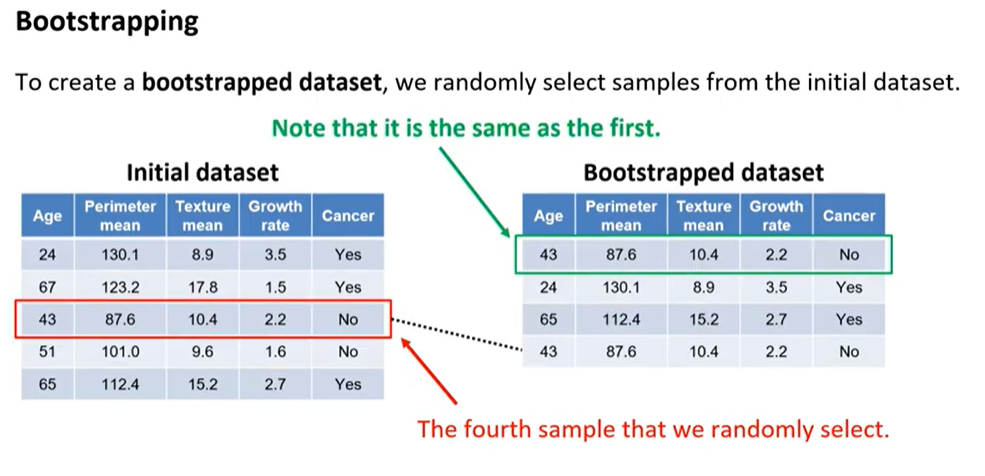 Bootstrapping
To create a bootstrapped dataset, we randomly select samples from the initial dataset.
Note that it is the same as the first.
Initial dataset
Age Perimeter mean Texture mean Growth rate Cancer
24 130.1 8.9 3.5 Yes
67 123.2 17.8 1.5 Yes
43 87.6 10.4 2.2 No
51 101.0 9.6 1.6 No
65 112.4 15.2 2.7 Yes
Bootstrapped dataset
Age Perimeter mean Texture mean Growth rate Cancer
43 87.6 10.4 2.2 No
24 130.1 8.9 3.5 Yes
65 112.4 15.2 2.7 Yes
43 87.6 10.4 2.2 No
The fourth sample that we randomly select.